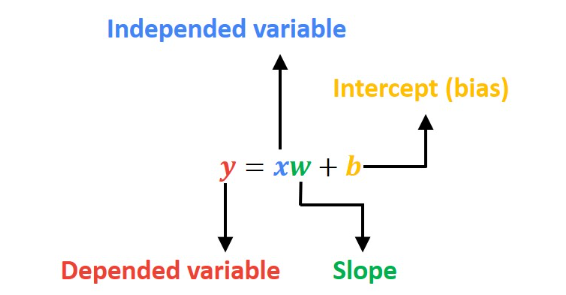 Independed variable
Intercept (bias)
y = xw + b
Depended variable
Slope